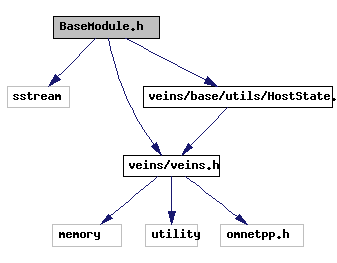 BaseModule.h
sstream
veins/base/utils/HostState.
veins/veins.h
memory
utility
omnetpp.h